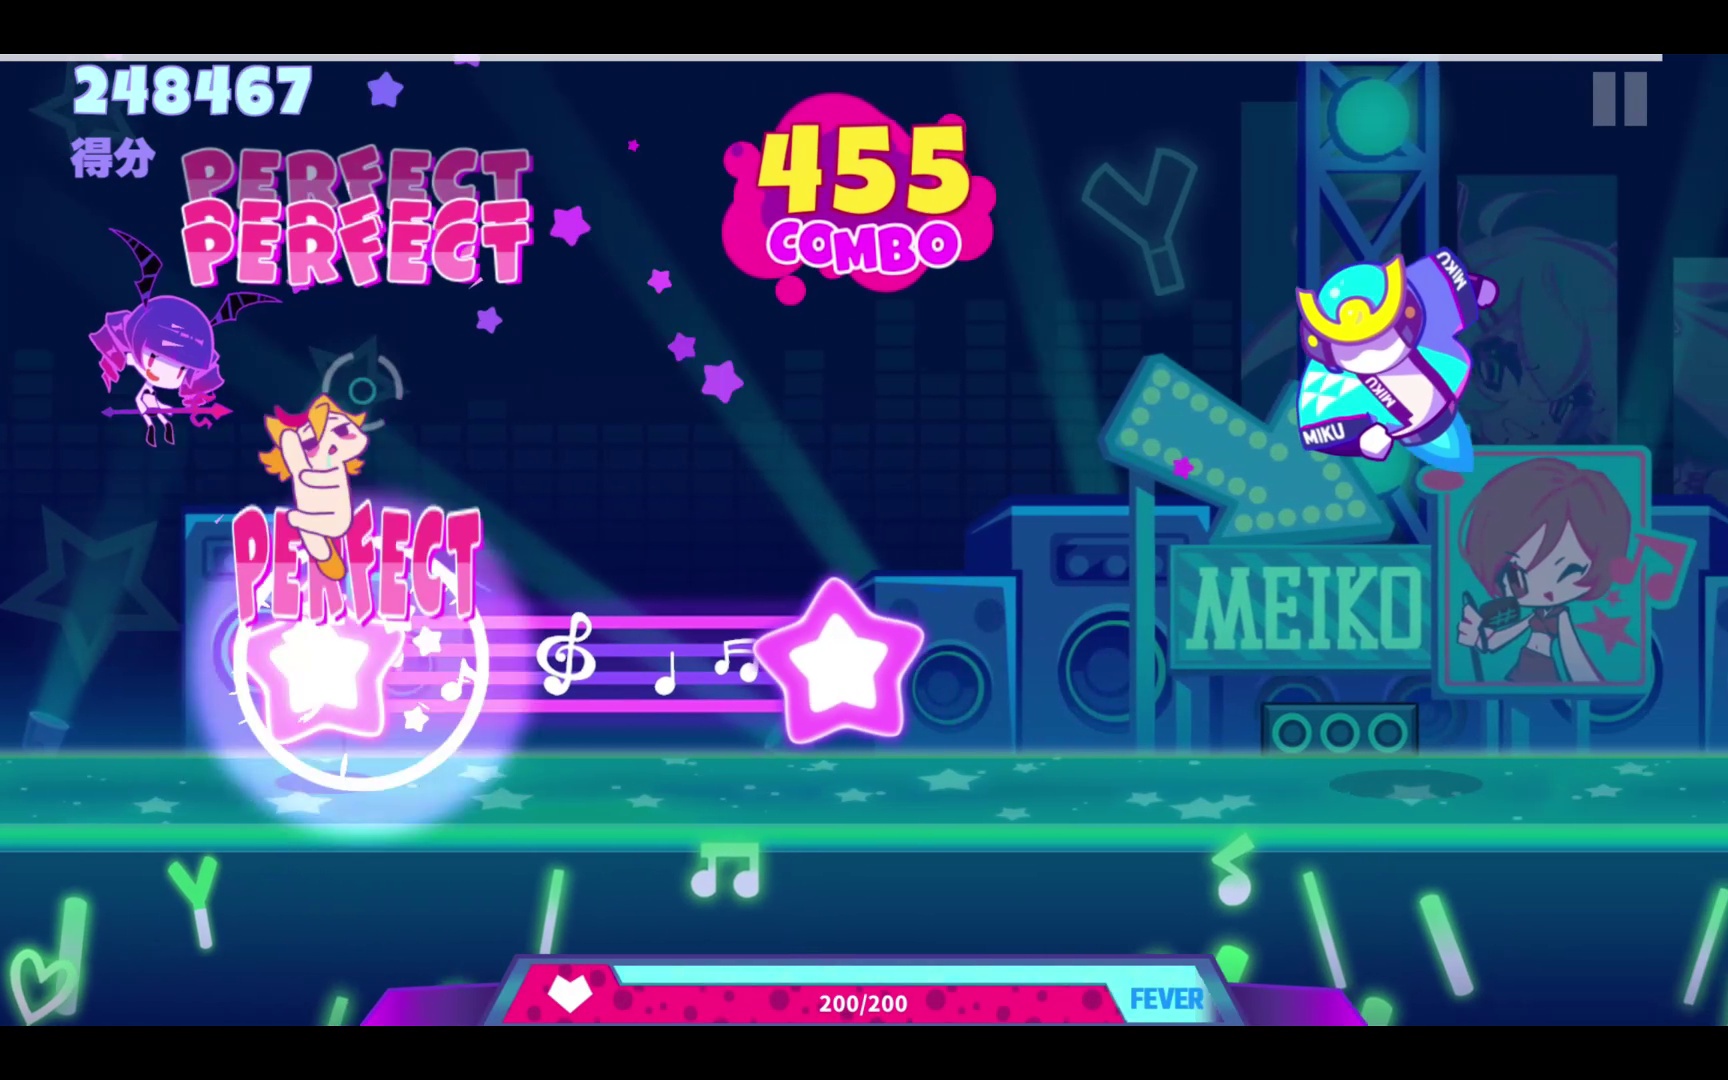 248467
得分
PERFECT
PERFECT
455
COMBO
MIKU
MIKU
MIKU
PERFECT
MEIKO
200/200
FEVER